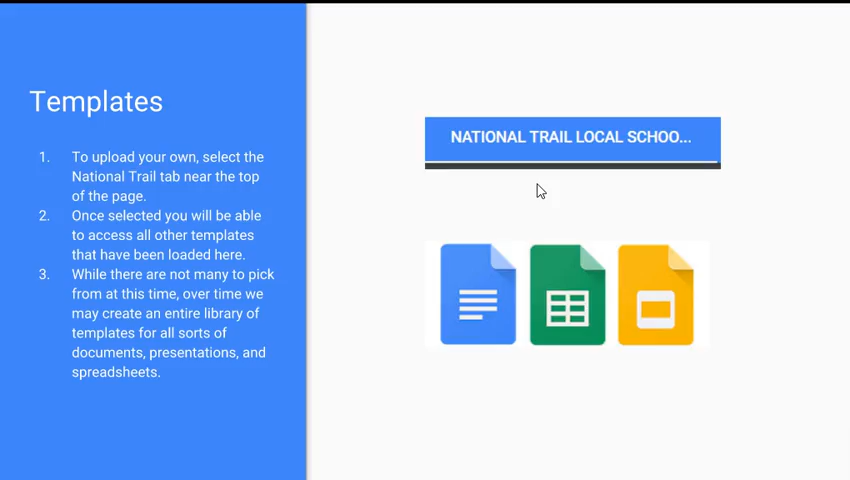 Templates
1. To upload your own, select the
National Trail tab near the top
of the page.
2. Once selected you will be able
to access all other templates
that have been loaded here.
3. While there are not many to pick
from at this time, over time we
may create an entire library of
templates for all sorts of
documents, presentations, and
spreadsheets.
NATIONAL TRAIL LOCAL SCHOO...